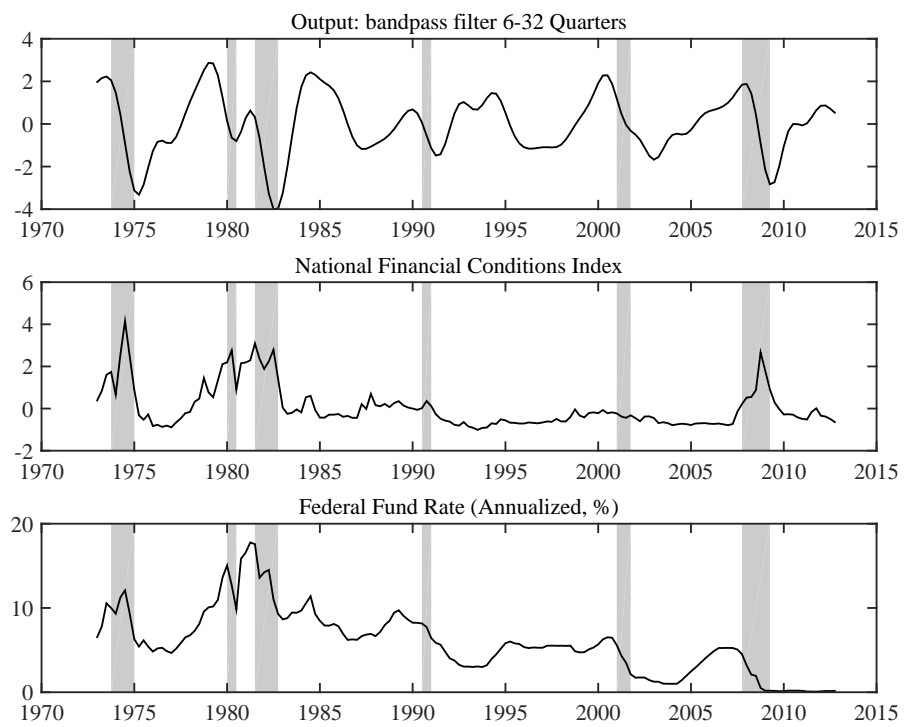 Output: bandpass filter 6-32 Quarters
4
2
0
-2
-4
1970 1975 1980 1985 1990 1995 2000 2005 2010 2015
National Financial Conditions Index
6
4
2
0
-2
1970 1975 1980 1985 1990 1995 2000 2005 2010 2015
Federal Fund Rate (Annualized, %)
20
10
0
1970 1975 1980 1985 1990 1995 2000 2005 2010 2015